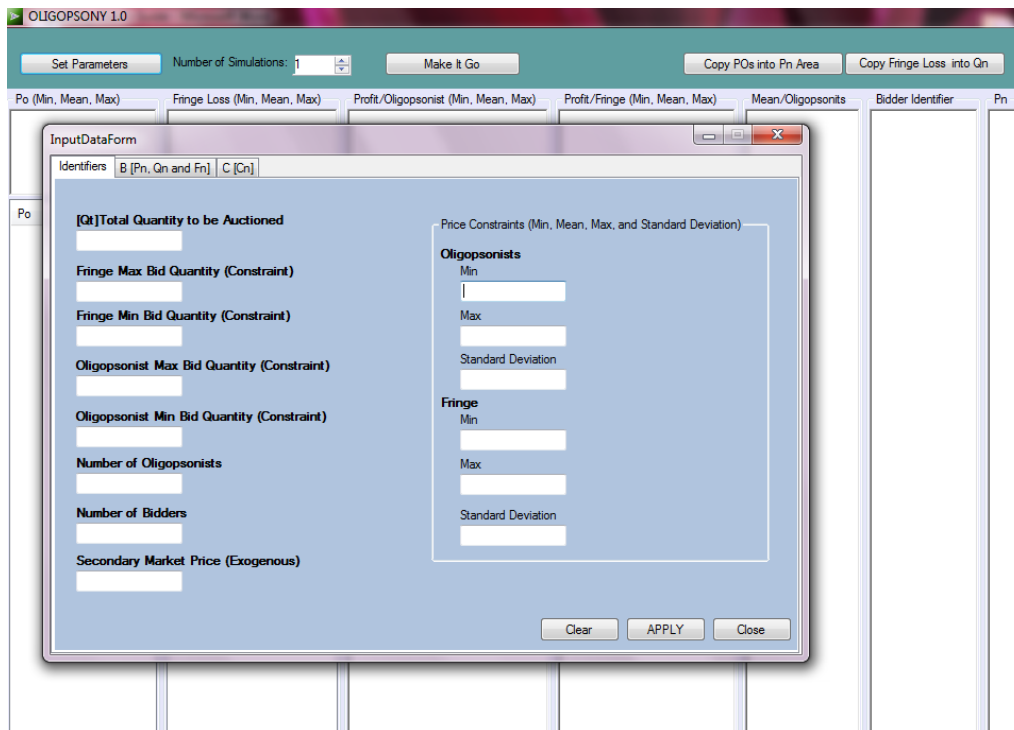 OLIGOPSONY 1.0
Set Parameters
Number of Simulations: 1
Make It Go
Copy POs into Pn Area
Copy Fringe Loss into Qn
Po (Min, Mean, Max)
Fringe Loss (Min, Mean, Max)
Profit/Oligopsonist (Min, Mean, Max)
Profit/Fringe (Min, Mean, Max)
Mean/Oligopsonits
Bidder Identifier
Pn
Po
InputDataForm
Identifiers
B [Pn, Qn and Fn]
C [Cn]
[Qt]Total Quantity to be Auctioned
Fringe Max Bid Quantity (Constraint)
Fringe Min Bid Quantity (Constraint)
Oligopsonist Max Bid Quantity (Constraint)
Oligopsonist Min Bid Quantity (Constraint)
Number of Oligopsonists
Number of Bidders
Secondary Market Price (Exogenous)
Price Constraints (Min, Mean, Max, and Standard Deviation)
Oligopsonists
Min
Max
Standard Deviation
Fringe
Min
Max
Standard Deviation
Clear
APPLY
Close